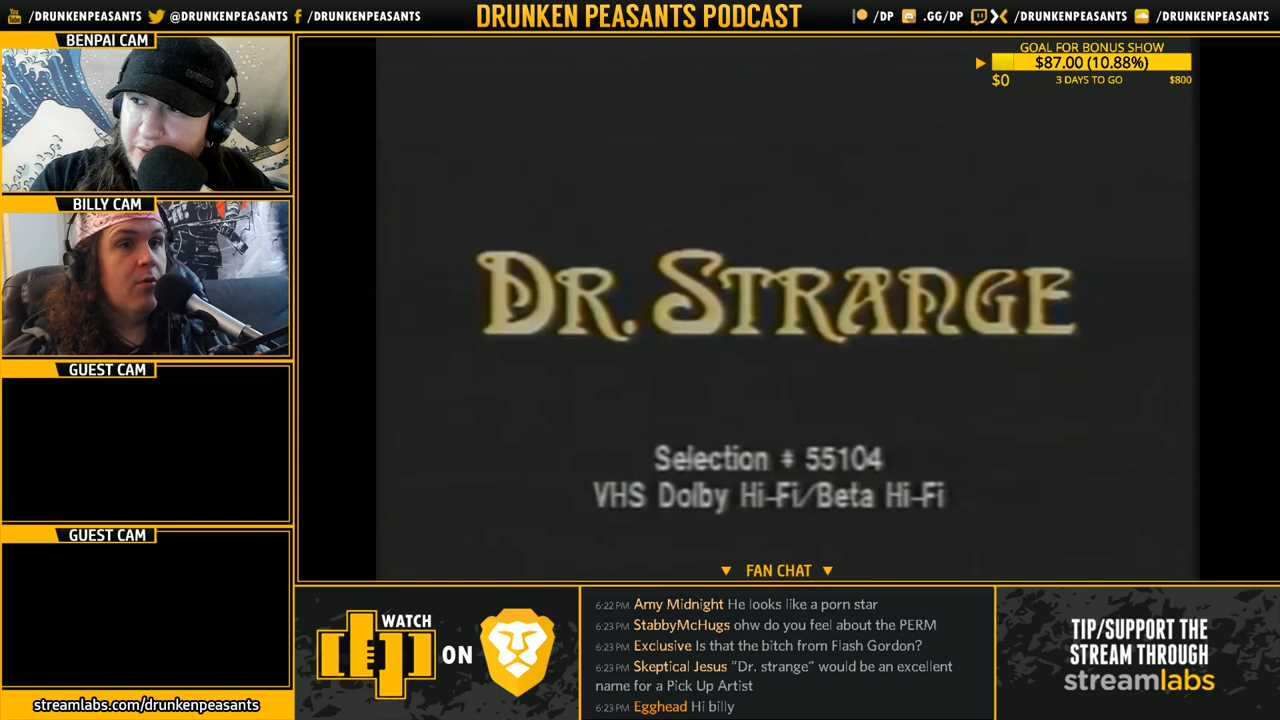 /DRUNKENPEASANTS @DRUNKENPEASANTS /DRUNKENPEASANTS
DRUNKEN PEASANTS PODCAST
/DP .GG/DP /DRUNKENPEASANTS /DRUNKENPEASANTS
BENPAI CAM
GOAL FOR BONUS SHOW
$87.00 (10.88%)
$0 3 DAYS TO GO $800
BILLY CAM
DR. STRANGE
GUEST CAM
Selection # 55104
VHS Dolby Hi-Fi/Beta Hi-Fi
GUEST CAM
FAN CHAT
WATCH
ON
6:22 PM Amy Midnight He looks like a porn star
6:23 PM StabbyMcHugs ohw do you feel about the PERM
6:23 PM Exclusive Is that the bitch from Flash Gordon?
6:23 PM Skeptical Jesus “Dr. strange” would be an excellent
name for a Pick Up Artist
6:23 PM Egghead Hi billy
TIP/SUPPORT THE
STREAM THROUGH
streamlabs
streamlabs.com/drunkenpeasants